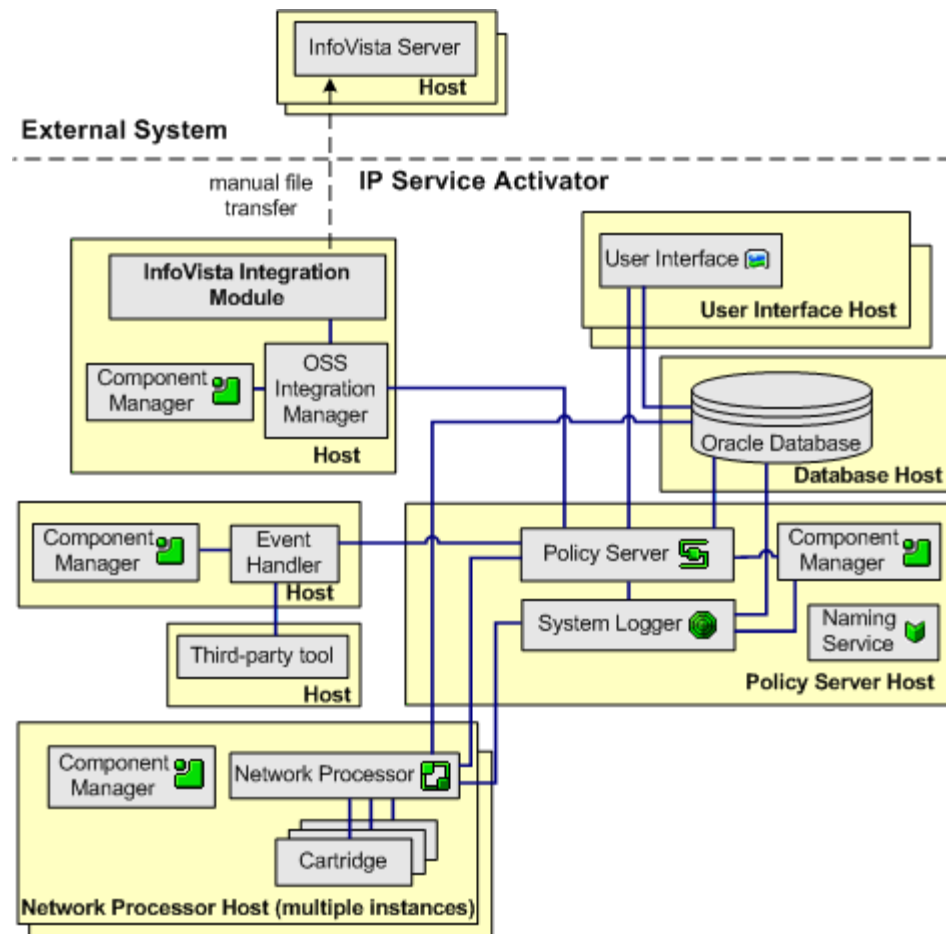 InfoVista Server
Host
External System
manual file
transfer
IP Service Activator
InfoVista Integration
Module
User Interface
User Interface Host
Component
Manager
OSS
Integration
Manager
Host
Oracle Database
Database Host
Component
Manager
Event
Handler
Host
Policy Server
Component
Manager
System Logger
Naming
Service
Policy Server Host
Third-party tool
Host
Component
Manager
Network Processor
Cartridge
Network Processor Host (multiple instances)